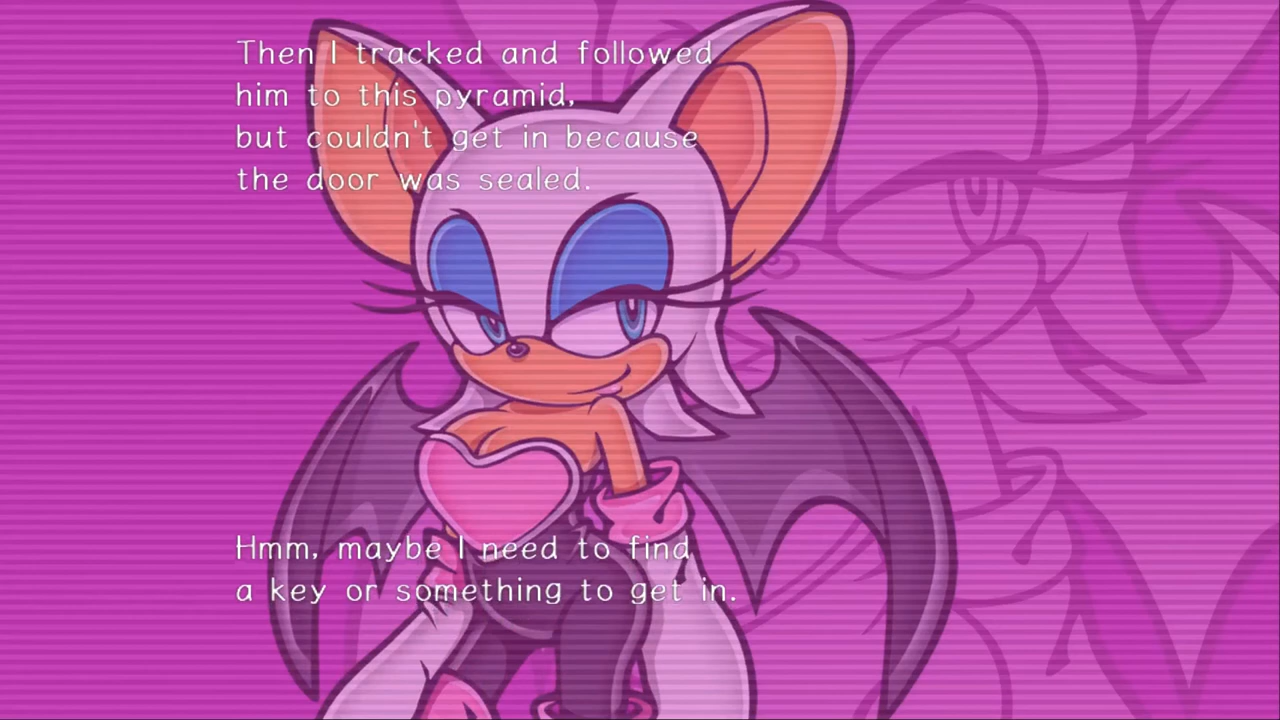 Then I tracked and followed
him to this pyramid,
but couldn't get in because
the door was sealed.
Hmm, maybe I need to find
a key or something to get in.